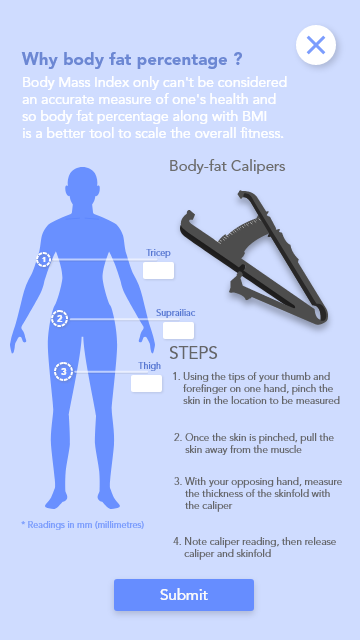 Why body fat percentage ?
Body Mass Index only can't be considered
an accurate measure of one's health and
so body fat percentage along with BMI
is a better tool to scale the overall fitness.
Body-fat Calipers
1
Tricep
2
Suprailiac
3
Thigh
STEPS
1. Using the tips of your thumb and
forefinger on one hand, pinch the
skin in the location to be measured
2. Once the skin is pinched, pull the
skin away from the muscle
3. With your opposing hand, measure
the thickness of the skinfold with
the caliper
4. Note caliper reading, then release
caliper and skinfold
* Readings in mm (millimetres)
Submit